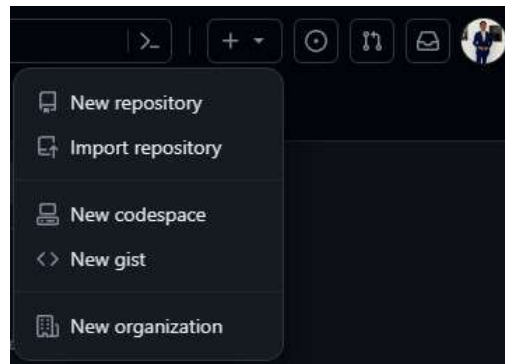 New repository
Import repository
New codespace
New gist
New organization